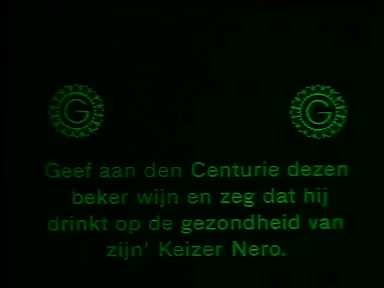 G G
Geef aan den Centurie dezen
beker wijn en zeg dat hij
drinkt op de gezondheid van
zijn' Keizer Nero.